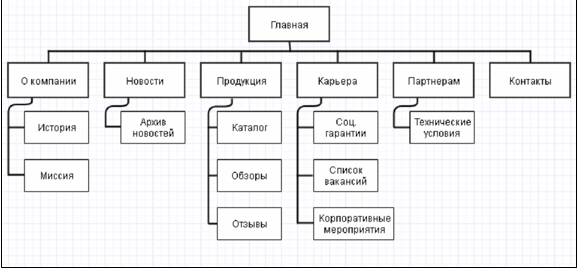 Главная
О компании
Новости
Продукция
Карьера
Партнерам
Контакты
История
Архив
новостей
Каталог
Соц.
гарантии
Технические
условия
Миссия
Обзоры
Список
вакансий
Отзывы
Корпоративные
мероприятия